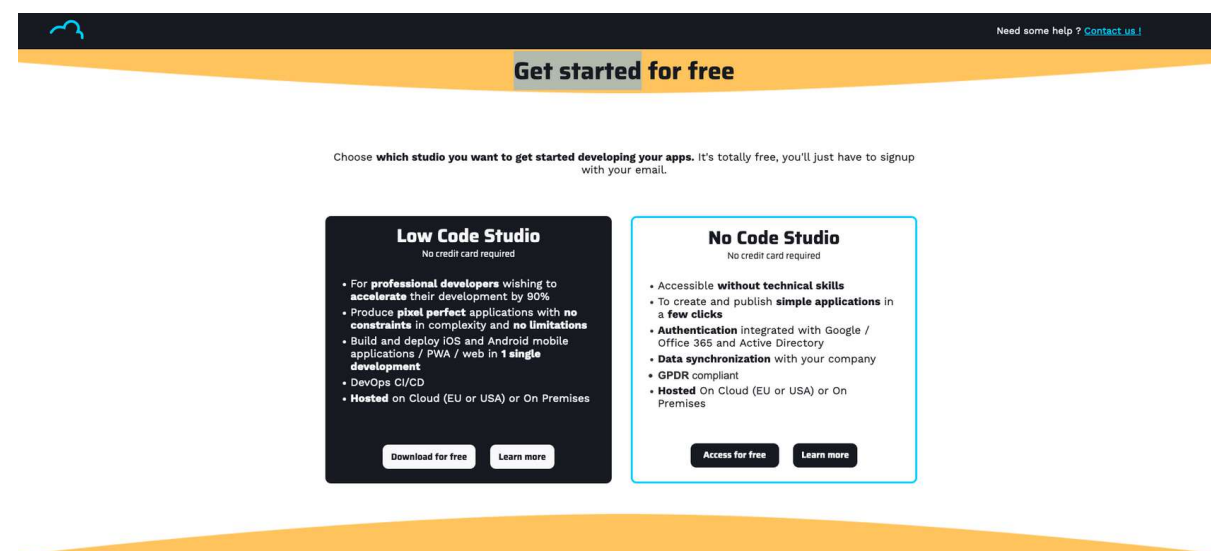 Need some help ? Contact us !
Get started for free
Choose which studio you want to get started developing your apps. It's totally free, you'll just have to signup
with your email.
Low Code Studio
No credit card required
• For professional developers wishing to
accelerate their development by 90%
• Produce pixel perfect applications with no
constraints in complexity and no limitations
• Build and deploy iOS and Android mobile
applications / PWA / web in 1 single
development
• DevOps CI/CD
• Hosted on Cloud (EU or USA) or On Premises
Download for free
Learn more
No Code Studio
No credit card required
• Accessible without technical skills
• To create and publish simple applications in
a few clicks
• Authentication integrated with Google /
Office 365 and Active Directory
• Data synchronization with your company
• GPDR compliant
• Hosted On Cloud (EU or USA) or On
Premises
Access for free
Learn more